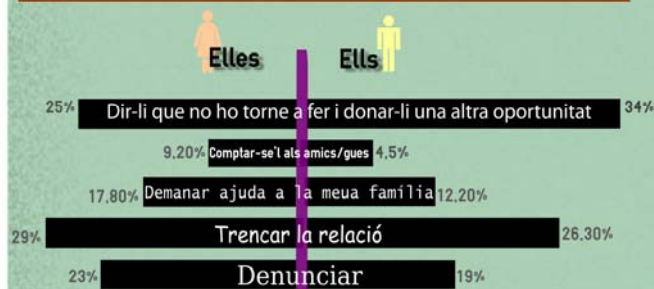 Elles Ells
25% Dir-li que no ho torne a fer i donar-li una altra oportunitat 34%
9,20% Comptar-se'l als amics/gues 4,5%
17,80% Demanar ajuda a la meua família 12,20%
29% Trencar la relació 26,30%
23% Denunciar 19%